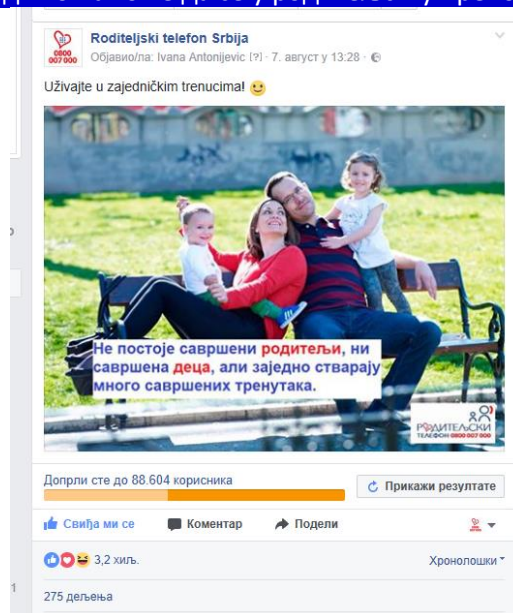 Roditeljski telefon Srbija
Објавио/ла: Ivana Antonijevic [?] · 7. август у 13:28 ·
0800
007 000
Uživajte u zajedničkim trenucima!
Не постоје савршени родитељи, ни
савршена деца, али заједно стварају
много савршених тренутака.
РОДИТЕЉСКИ
ТЕЛЕФОН 0800 007 000
Допрли сте до 88.604 корисника
Прикажи резултате
Свиђа ми се Коментар Подели
3,2 хиљ.
Хронолошки
275 дељења
1